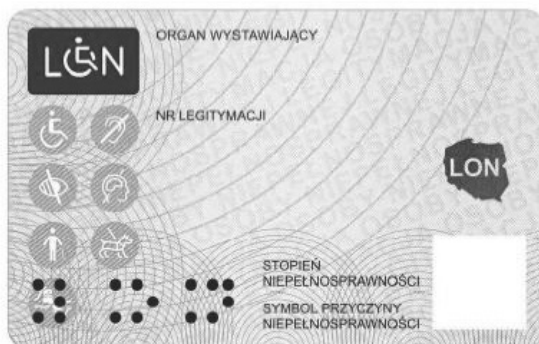 LON
ORGAN WYSTAWIAJĄCY
NR LEGITYMACJI
LON
STOPIEŃ
NIEPEŁNOSPRAWNOŚCI
SYMBOL PRZYCZYNY
NIEPEŁNOSPRAWNOŚCI